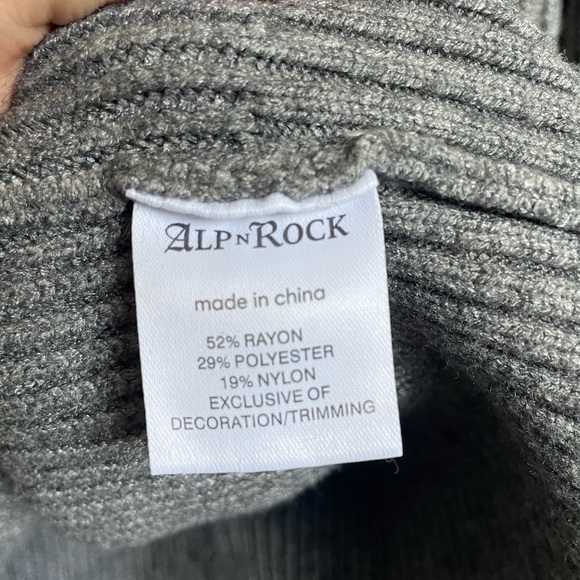 ALPNROCK
made in china
52% RAYON
29% POLYESTER
19% NYLON
EXCLUSIVE OF
DECORATION/TRIMMING